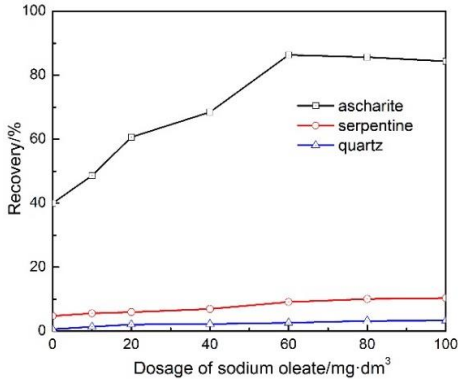 100
80
60
40
20
0
Recovery/%
ascharite
serpentine
quartz
0 20 40 60 80 100
Dosage of sodium oleate/mg·dm³